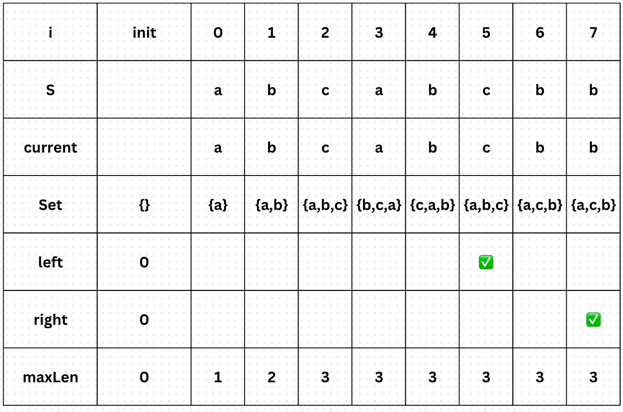 i init 0 1 2 3 4 5 6 7
S a b c a b c b b
current a b c a b c b b
Set {} {a} {a,b} {a,b,c} {b,c,a} {c,a,b} {a,b,c} {a,c,b} {a,c,b}
left 0 ✅
right 0 ✅
maxLen 0 1 2 3 3 3 3 3 3